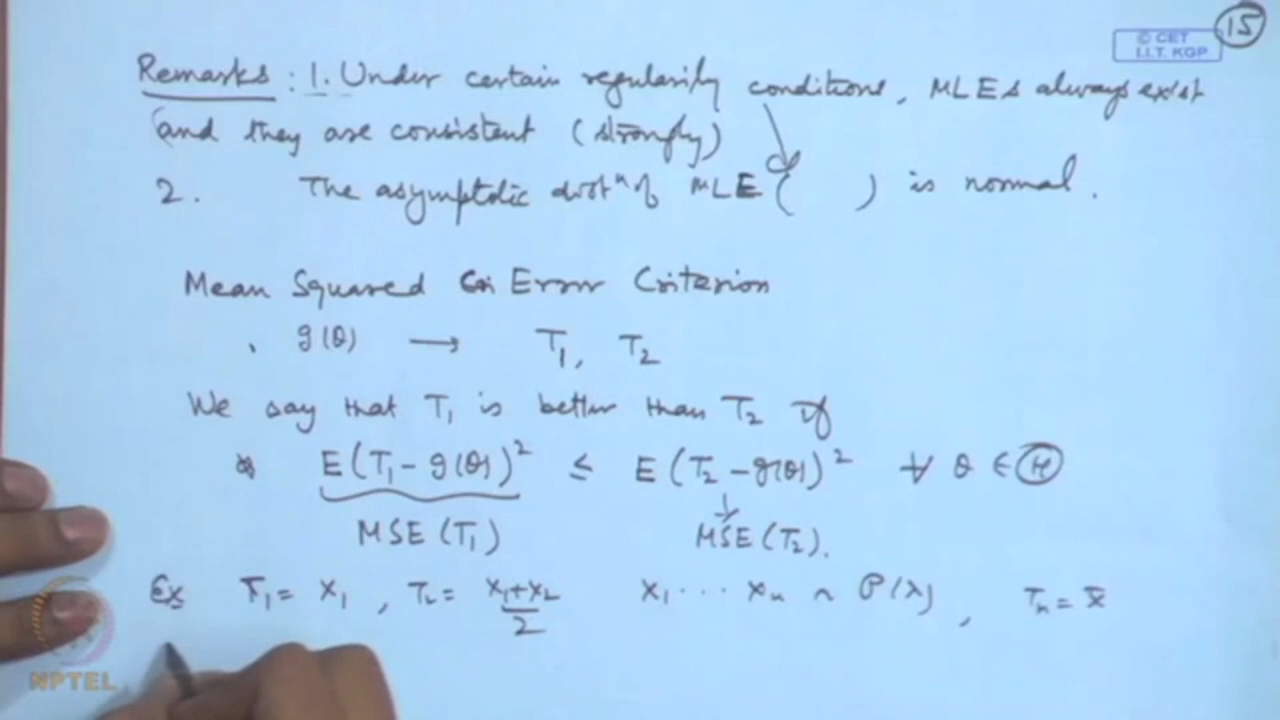 15
© CET
I.I.T. KGP
Remarks : 1. Under certain regularity conditions, MLEs always exist
(and they are consistent (strongly)
2. The asymptotic distⁿ of MLE ( ) is normal.
Mean Squared Error Criterion
g(θ) → T₁, T₂
We say that T₁ is better than T₂ if
E(T₁ - g(θ))² ≤ E(T₂ - g(θ))² ∀ θ ∈ Ⓗ
MSE(T₁) MSE(T₂).
Ex T₁ = X₁, T₂ = (X₁+X₂)/2 X₁ ... Xₙ ~ P(λ), Tₙ = X̄
NPTEL